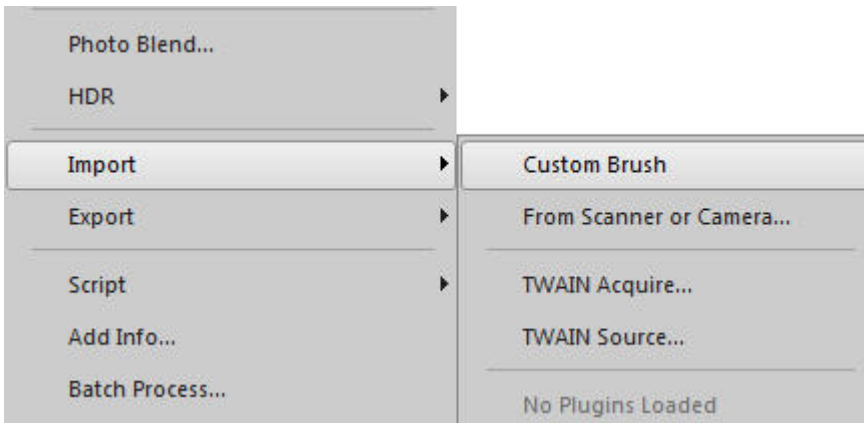 Photo Blend...
HDR
Import
Export
Script
Add Info...
Batch Process...
Custom Brush
From Scanner or Camera...
TWAIN Acquire...
TWAIN Source...
No Plugins Loaded